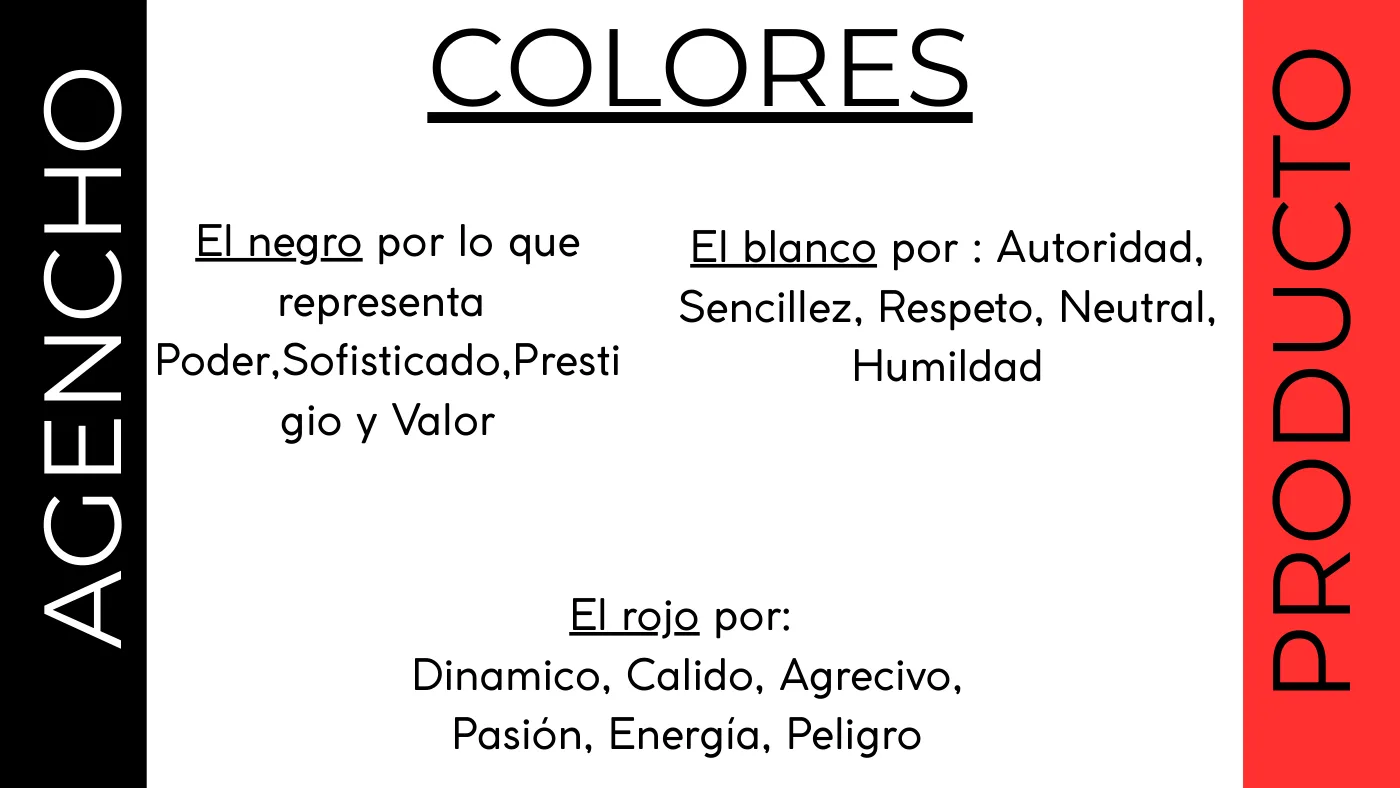 COLORES
AGENCHO
El negro por lo que
representa
Poder,Sofisticado,Presti
gio y Valor
El blanco por : Autoridad,
Sencillez, Respeto, Neutral,
Humildad
El rojo por:
Dinamico, Calido, Agrecivo,
Pasión, Energía, Peligro
PRODUCTO